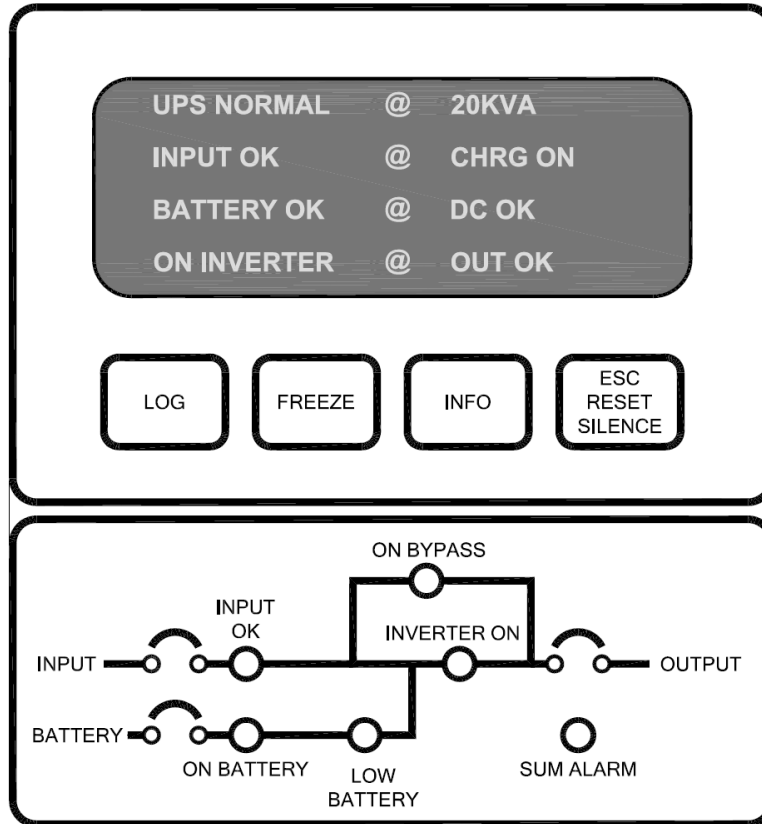 UPS NORMAL @ 20KVA
INPUT OK @ CHRG ON
BATTERY OK @ DC OK
ON INVERTER @ OUT OK
LOG
FREEZE
INFO
ESC
RESET
SILENCE
ON BYPASS
INPUT
OK
INVERTER ON
INPUT
OUTPUT
BATTERY
ON BATTERY
LOW
BATTERY
SUM ALARM